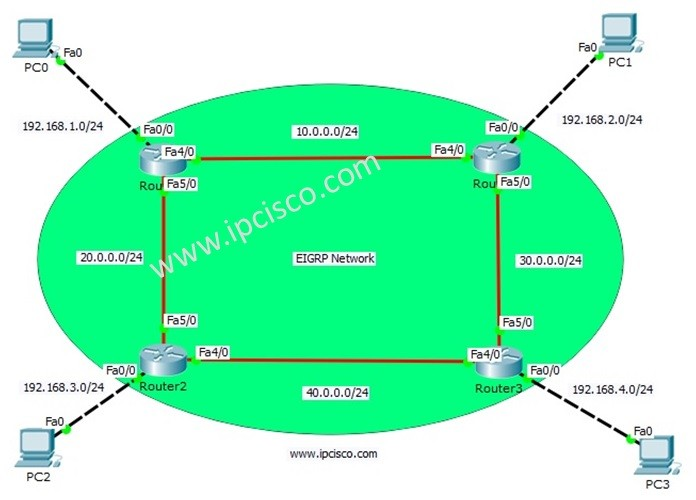 Fa0
PC0
Fa0
PC1
192.168.1.0/24
Fa0/0
10.0.0.0/24
Fa0/0
192.168.2.0/24
Fa4/0
Fa4/0
Rou
Fa5/0
Rou
Fa5/0
www.ipcisco.com
20.0.0.0/24
EIGRP Network
30.0.0.0/24
Fa5/0
Fa5/0
Fa4/0
Fa4/0
Fa0/0
Router2
Router3
Fa0/0
192.168.3.0/24
40.0.0.0/24
192.168.4.0/24
Fa0
PC2
www.ipcisco.com
Fa0
PC3